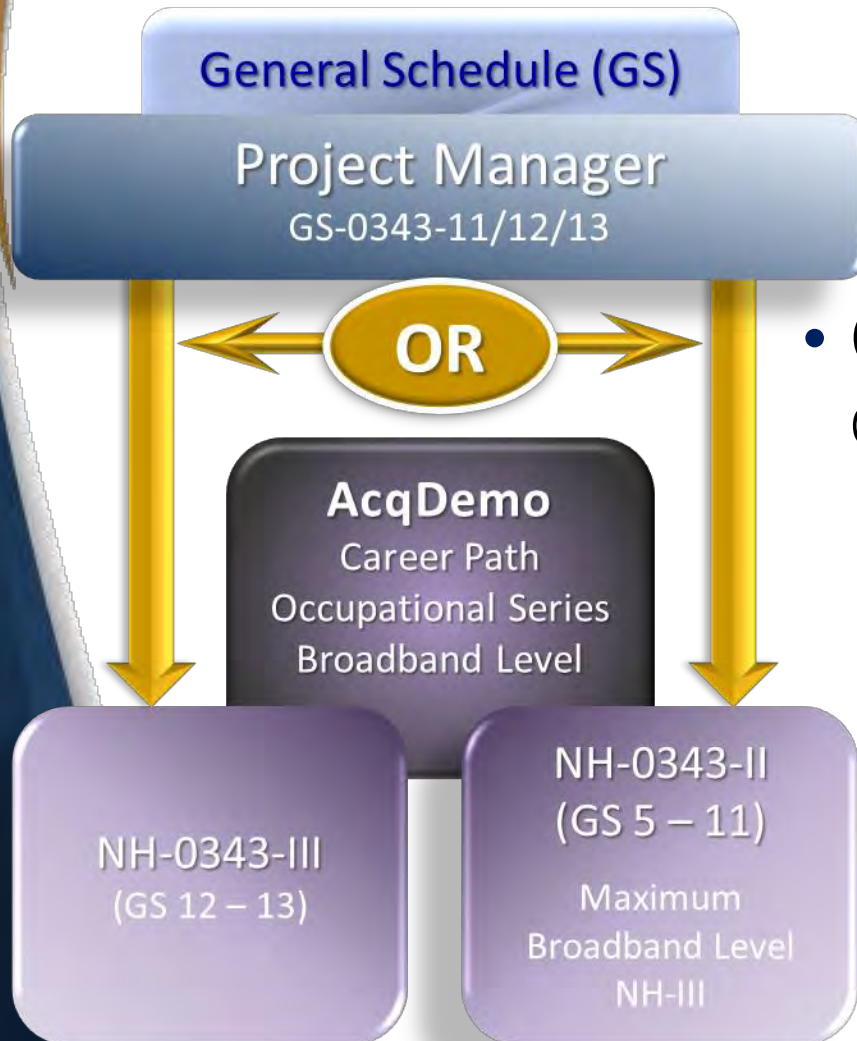 General Schedule (GS)
Project Manager
GS-0343-11/12/13
OR
AcqDemo
Career Path
Occupational Series
Broadband Level
NH-0343-III
(GS 12 – 13)
NH-0343-II
(GS 5 – 11)
Maximum
Broadband Level
NH-III